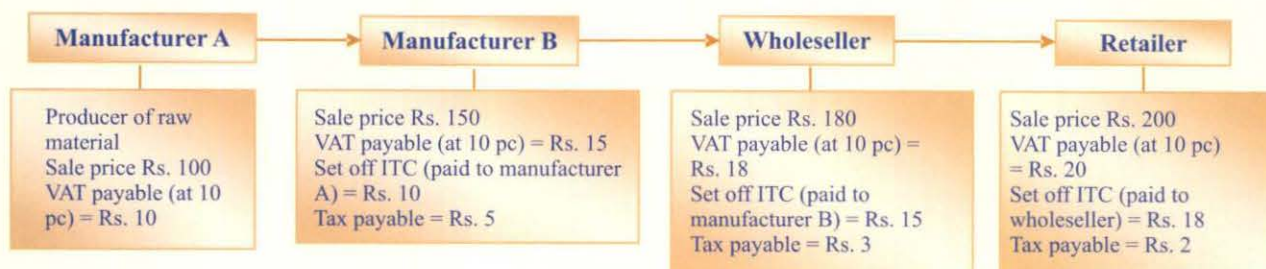 Manufacturer A
Manufacturer B
Wholeseller
Retailer
Producer of raw
material
Sale price Rs. 100
VAT payable (at 10
pc) = Rs. 10
Sale price Rs. 150
VAT payable (at 10 pc) = Rs. 15
Set off ITC (paid to manufacturer
A) = Rs. 10
Tax payable = Rs. 5
Sale price Rs. 180
VAT payable (at 10 pc) =
Rs. 18
Set off ITC (paid to
manufacturer B) = Rs. 15
Tax payable = Rs. 3
Sale price Rs. 200
VAT payable (at 10 pc)
= Rs. 20
Set off ITC (paid to
wholeseller) = Rs. 18
Tax payable = Rs. 2